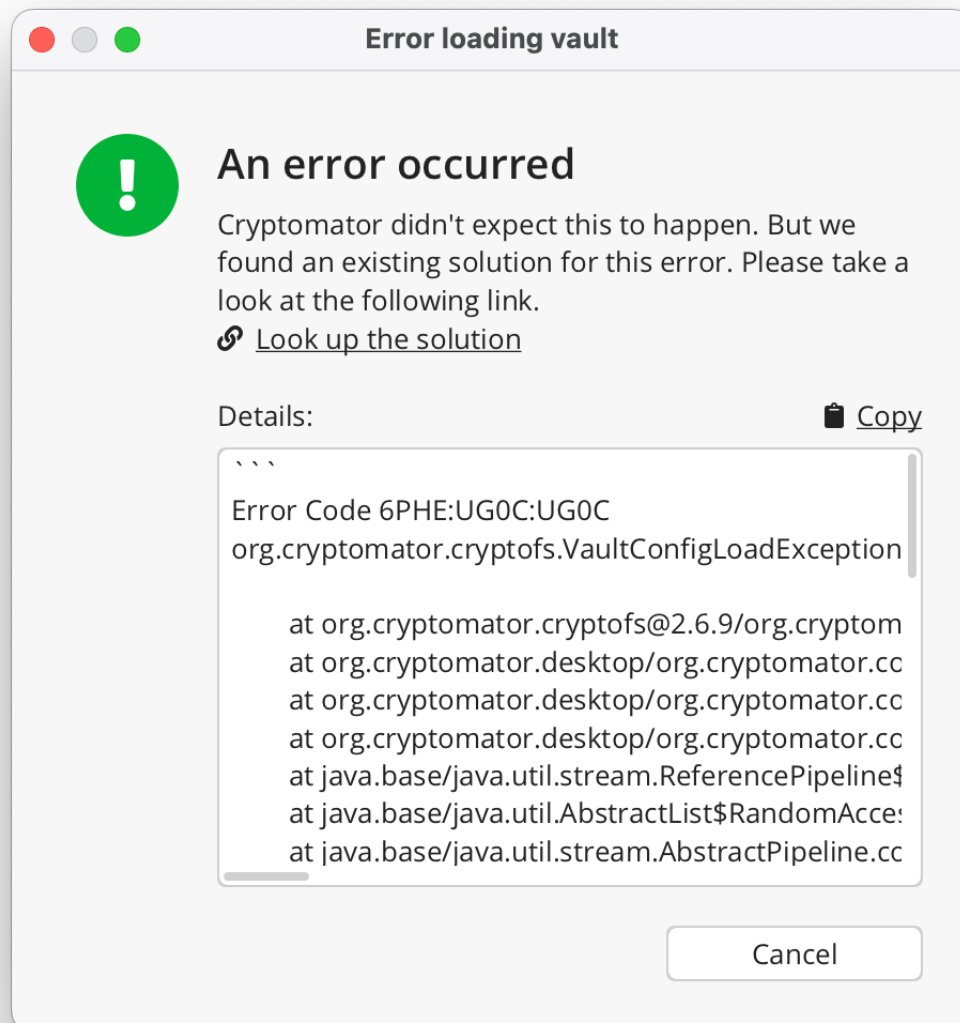 Error loading vault
An error occurred
Cryptomator didn't expect this to happen. But we
found an existing solution for this error. Please take a
look at the following link.
Look up the solution
Details:
Copy
```
Error Code 6PHE:UG0C:UG0C
org.cryptomator.cryptofs.VaultConfigLoadException
at org.cryptomator.cryptofs@2.6.9/org.cryptom
at org.cryptomator.desktop/org.cryptomator.co
at org.cryptomator.desktop/org.cryptomator.co
at org.cryptomator.desktop/org.cryptomator.co
at java.base/java.util.stream.ReferencePipeline$
at java.base/java.util.AbstractList$RandomAcces
at java.base/java.util.stream.AbstractPipeline.co
Cancel